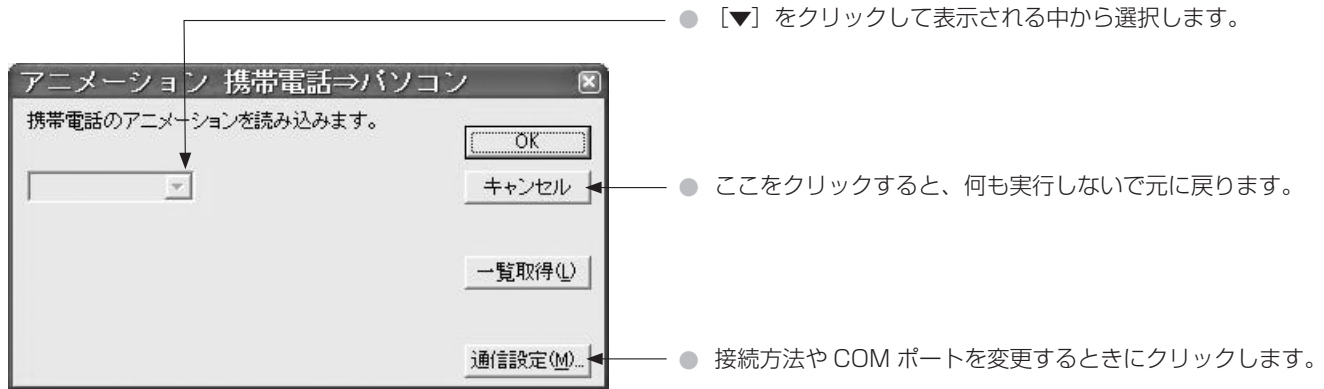 ［▼］をクリックして表示される中から選択します。
アニメーション 携帯電話⇒パソコン
携帯電話のアニメーションを読み込みます。
OK
キャンセル
ここをクリックすると、何も実行しないで元に戻ります。
一覧取得(L)
通信設定(M)...
接続方法や COM ポートを変更するときにクリックします。